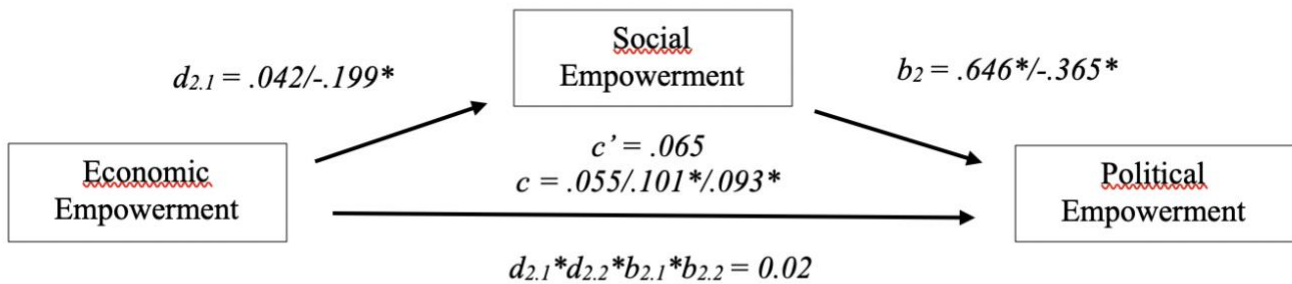 Social
Empowerment
d2.1 = .042/-.199*
b2 = .646*/-.365*
Economic
Empowerment
c’ = .065
c = .055/.101*/.093*
Political
Empowerment
d2.1*d2.2*b2.1*b2.2 = 0.02